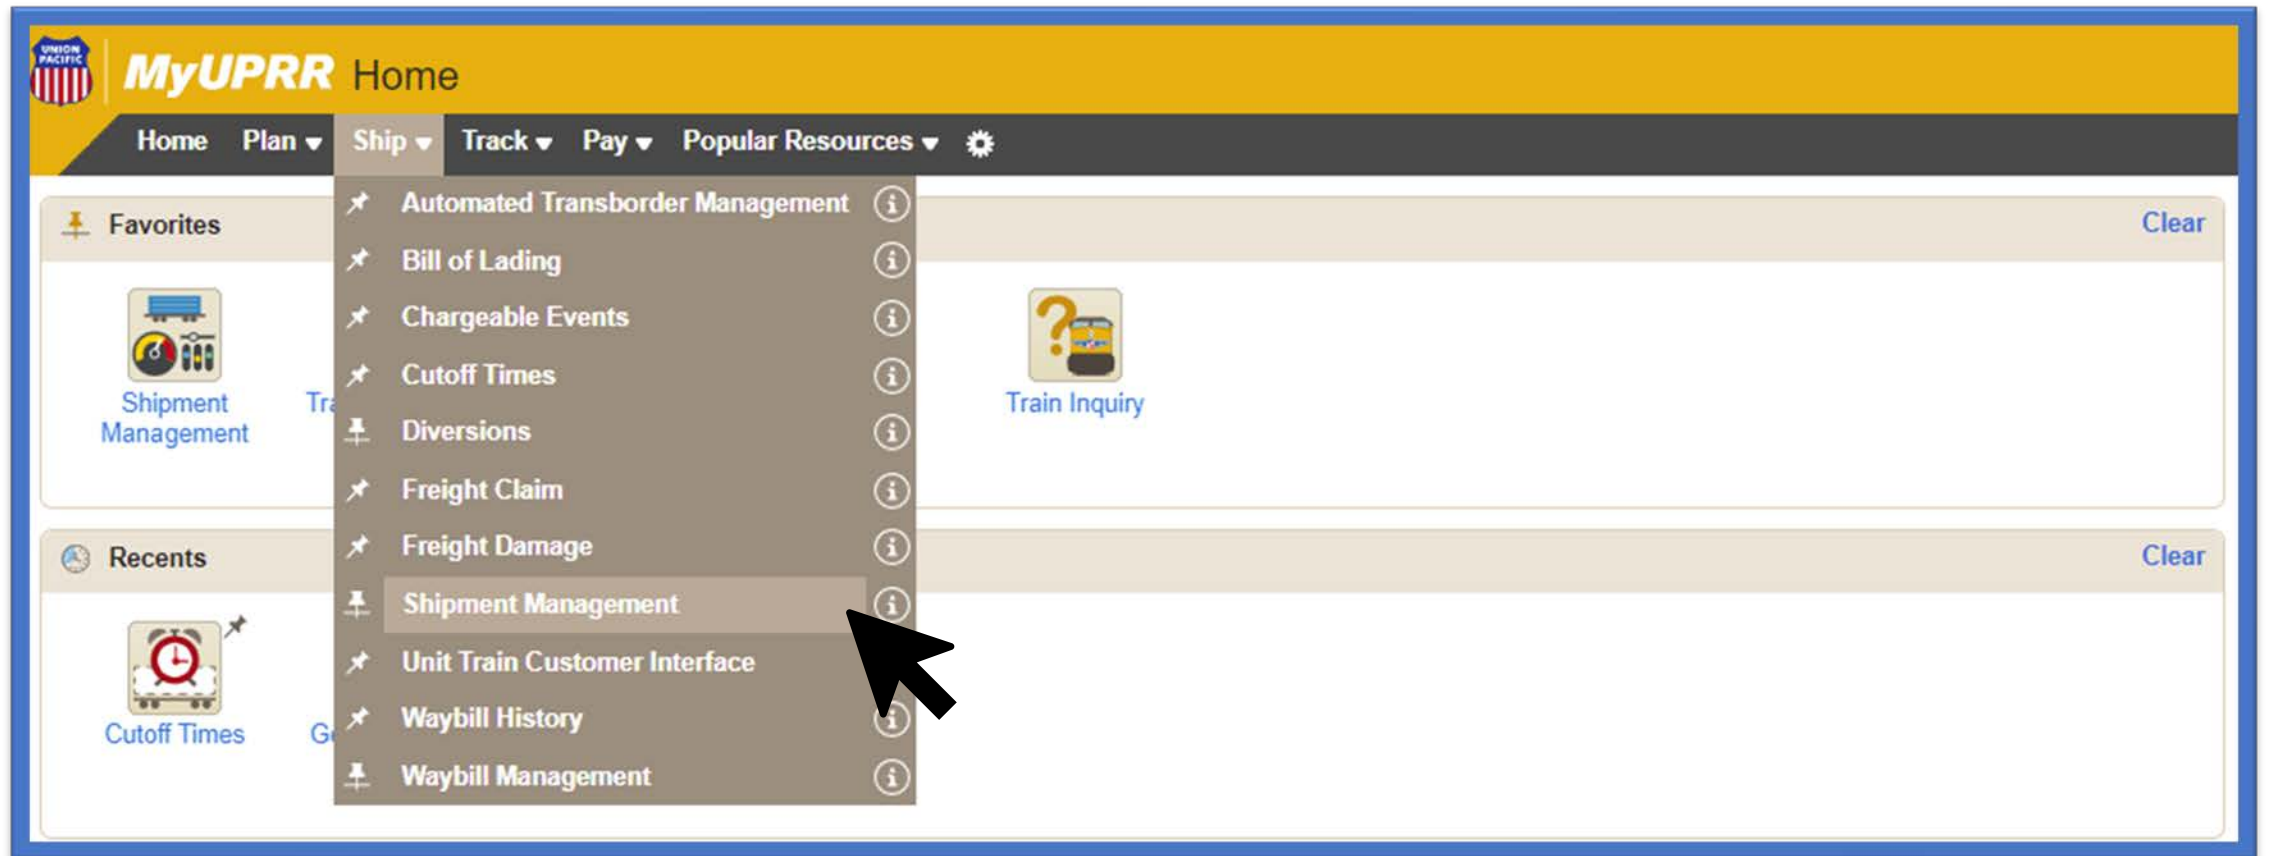 UNION
PACIFIC
MyUPRR Home
Home Plan Ship Track Pay Popular Resources
Favorites
Clear
Shipment
Management
Train Inquiry
Automated Transborder Management
Bill of Lading
Chargeable Events
Cutoff Times
Diversions
Freight Claim
Freight Damage
Shipment Management
Unit Train Customer Interface
Waybill History
Waybill Management
Recents
Clear
Cutoff Times